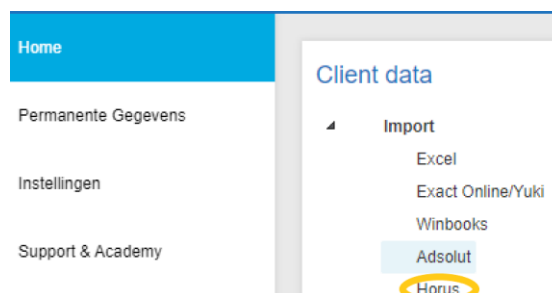 Home
Permanente Gegevens
Instellingen
Support & Academy
Client data
Import
Excel
Exact Online/Yuki
Winbooks
Adsolut
Horus